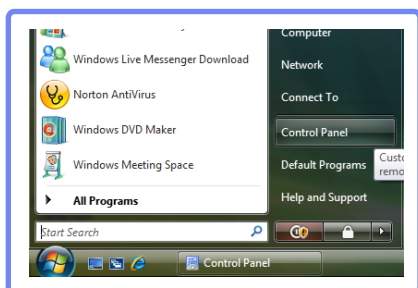 Windows Live Messenger Download
Norton AntiVirus
Windows DVD Maker
Windows Meeting Space
All Programs
Start Search
Computer
Network
Connect To
Control Panel
Default Programs
Help and Support
Control Panel